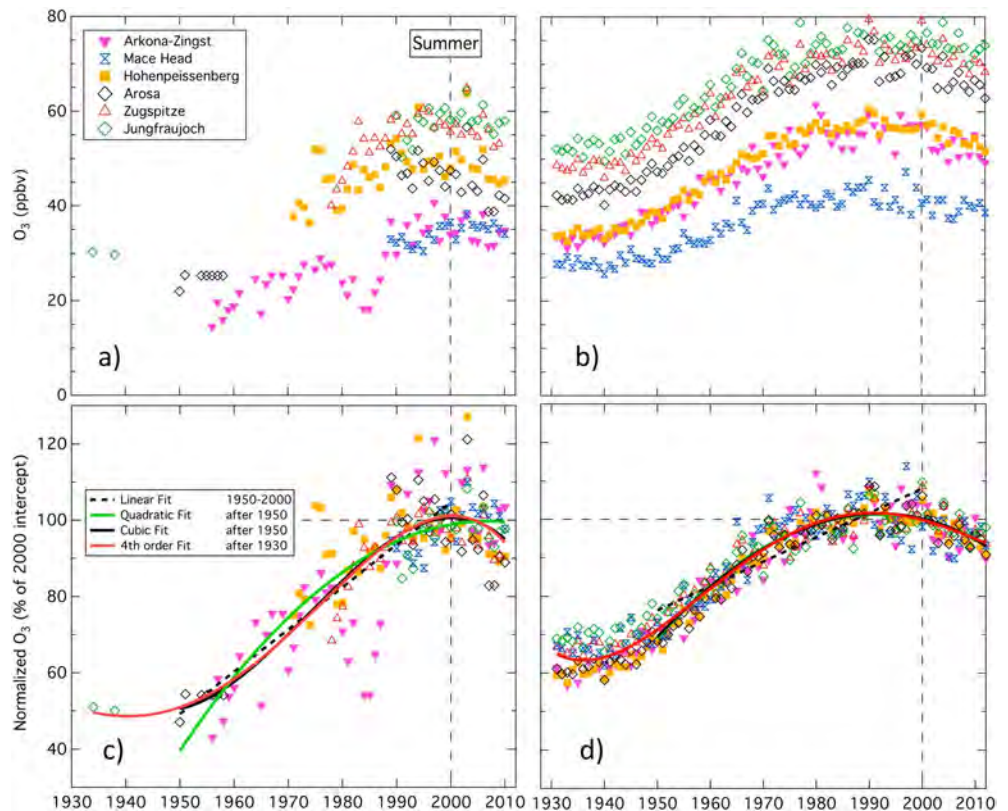 80
60
40
20
0
O3 (ppbv)
Arkona-Zingst
Mace Head
Hohenpeissenberg
Arosa
Zugspitze
Jungfraujoch
Summer
a)
b)
120
100
80
60
40
Normalized O3 (% of 2000 intercept)
Linear Fit 1950-2000
Quadratic Fit after 1950
Cubic Fit after 1950
4th order Fit after 1930
c)
d)
1930 1940 1950 1960 1970 1980 1990 2000 2010
1930 1940 1950 1960 1970 1980 1990 2000 2010